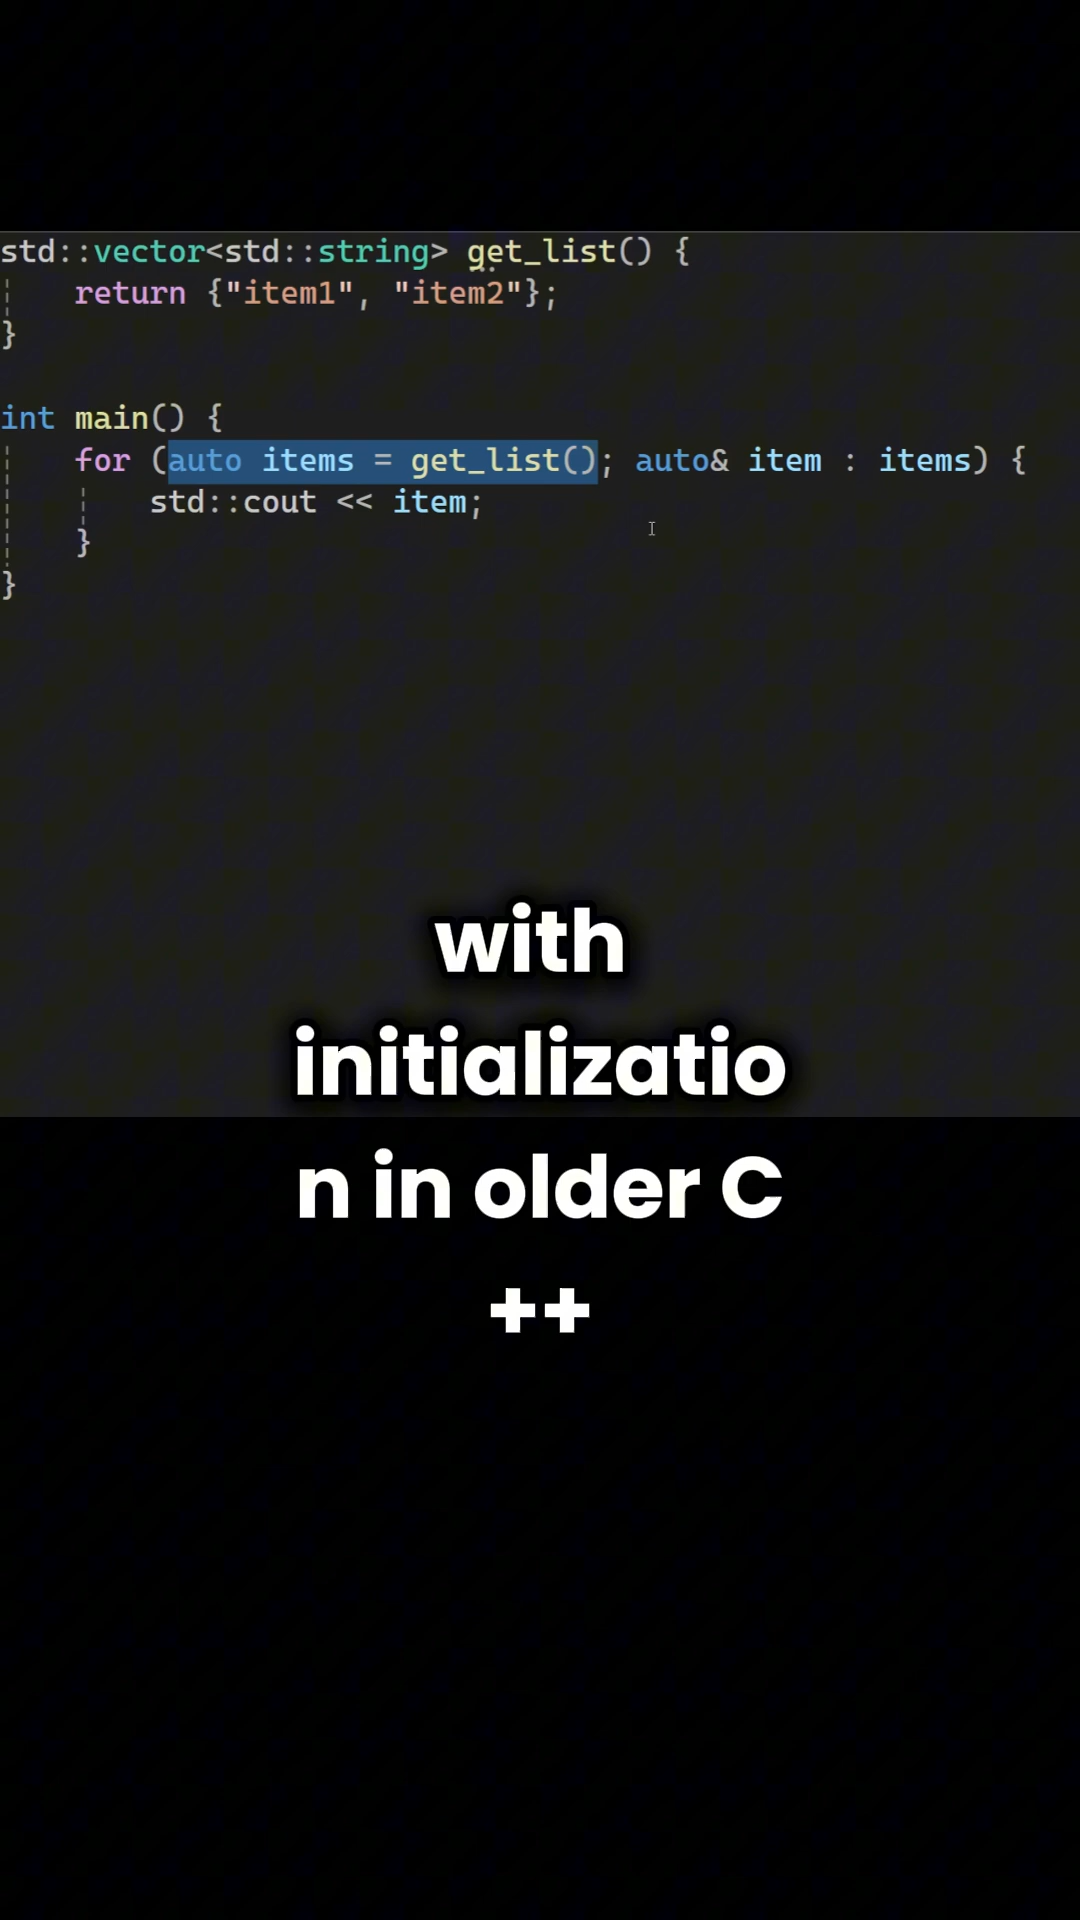 std::vector<std::string> get_list() {
    return {"item1", "item2"};
}
int main() {
    for (auto items = get_list(); auto& item : items) {
        std::cout << item;
    }
}
with
initializatio
n in older C
++